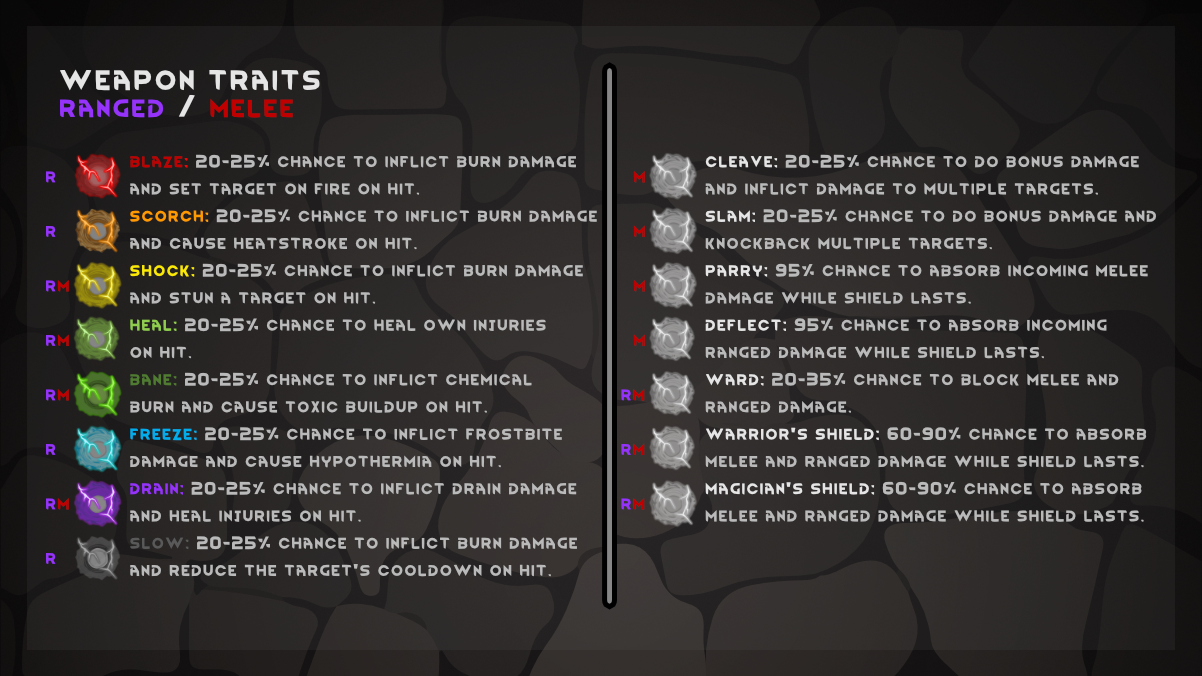 WEAPON TRAITS
RANGED / MELEE
R BLAZE: 20-25% CHANCE TO INFLICT BURN DAMAGE
AND SET TARGET ON FIRE ON HIT.
R SCORCH: 20-25% CHANCE TO INFLICT BURN DAMAGE
AND CAUSE HEATSTROKE ON HIT.
RM SHOCK: 20-25% CHANCE TO INFLICT BURN DAMAGE
AND STUN A TARGET ON HIT.
RM HEAL: 20-25% CHANCE TO HEAL OWN INJURIES
ON HIT.
RM BANE: 20-25% CHANCE TO INFLICT CHEMICAL
BURN AND CAUSE TOXIC BUILDUP ON HIT.
R FREEZE: 20-25% CHANCE TO INFLICT FROSTBITE
DAMAGE AND CAUSE HYPOTHERMIA ON HIT.
RM DRAIN: 20-25% CHANCE TO INFLICT DRAIN DAMAGE
AND HEAL INJURIES ON HIT.
R SLOW: 20-25% CHANCE TO INFLICT BURN DAMAGE
AND REDUCE THE TARGET'S COOLDOWN ON HIT.
M CLEAVE: 20-25% CHANCE TO DO BONUS DAMAGE
AND INFLICT DAMAGE TO MULTIPLE TARGETS.
M SLAM: 20-25% CHANCE TO DO BONUS DAMAGE AND
KNOCKBACK MULTIPLE TARGETS.
M PARRY: 95% CHANCE TO ABSORB INCOMING MELEE
DAMAGE WHILE SHIELD LASTS.
M DEFLECT: 95% CHANCE TO ABSORB INCOMING
RANGED DAMAGE WHILE SHIELD LASTS.
RM WARD: 20-35% CHANCE TO BLOCK MELEE AND
RANGED DAMAGE.
RM WARRIOR'S SHIELD: 60-90% CHANCE TO ABSORB
MELEE AND RANGED DAMAGE WHILE SHIELD LASTS.
RM MAGICIAN'S SHIELD: 60-90% CHANCE TO ABSORB
MELEE AND RANGED DAMAGE WHILE SHIELD LASTS.